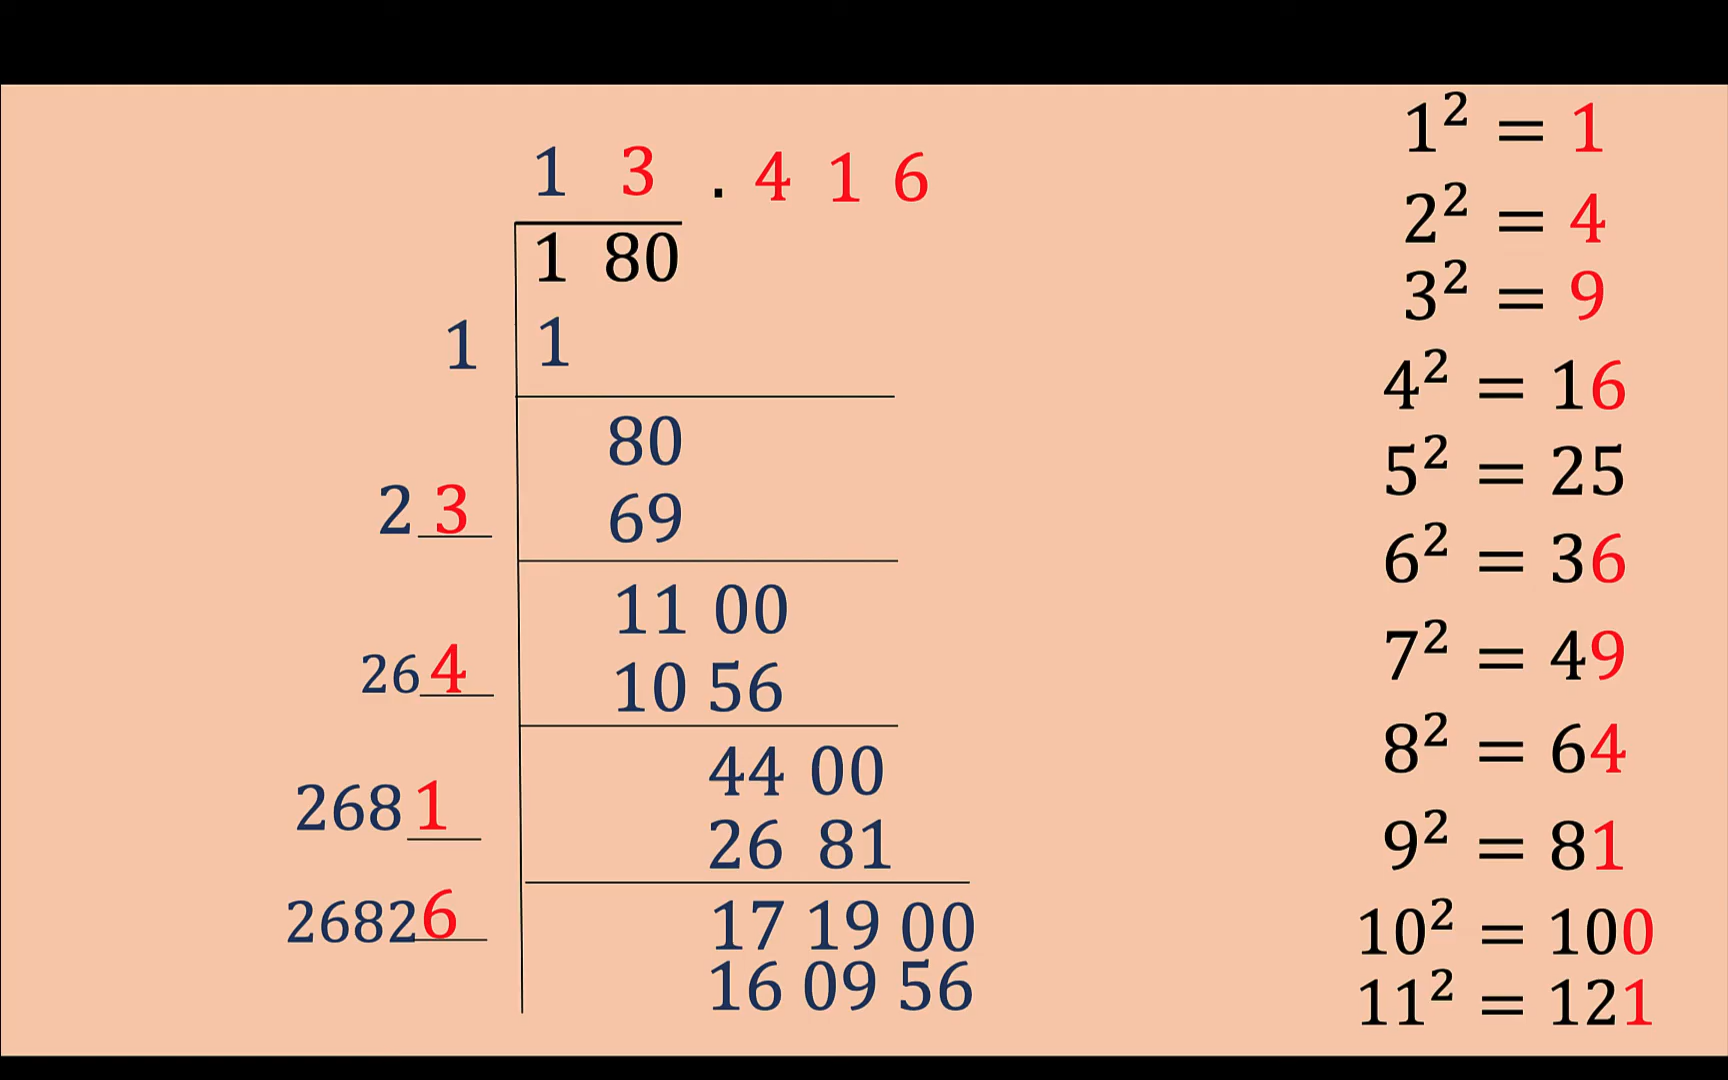 1 3 . 4 1 6
1 80
1 1
80
2 3 69
11 00
26 4 10 56
44 00
268 1 26 81
2682 6 17 19 00
16 09 56
1² = 1
2² = 4
3² = 9
4² = 16
5² = 25
6² = 36
7² = 49
8² = 64
9² = 81
10² = 100
11² = 121